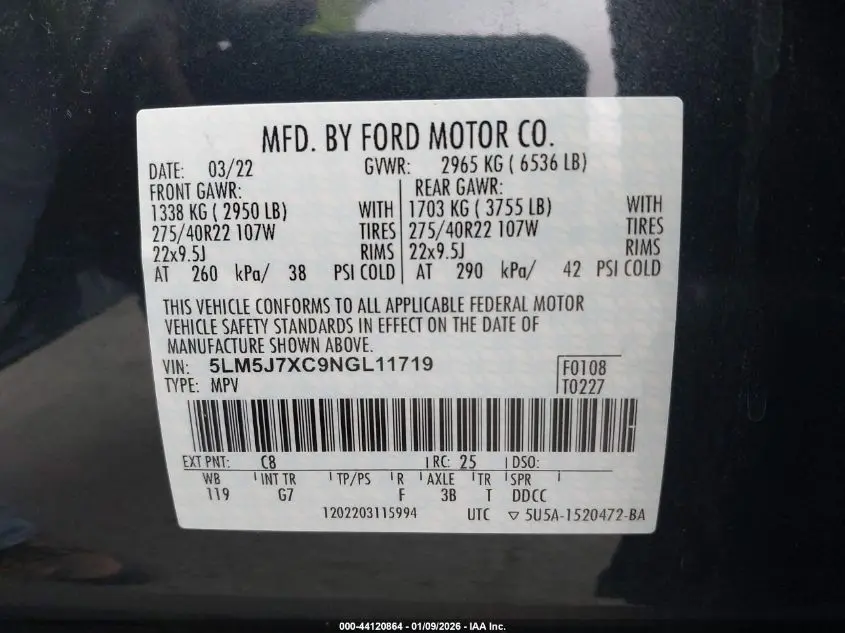 MFD. BY FORD MOTOR CO.
DATE: 03/22 GVWR: 2965 KG ( 6536 LB)
FRONT GAWR: REAR GAWR:
1338 KG ( 2950 LB) WITH 1703 KG ( 3755 LB) WITH
275/40R22 107W TIRES 275/40R22 107W TIRES
22x9.5J RIMS 22x9.5J RIMS
AT 260 kPa/ 38 PSI COLD AT 290 kPa/ 42 PSI COLD
THIS VEHICLE CONFORMS TO ALL APPLICABLE FEDERAL MOTOR
VEHICLE SAFETY STANDARDS IN EFFECT ON THE DATE OF
MANUFACTURE SHOWN ABOVE.
VIN: 5LM5J7XC9NGL11719 F0108
TYPE: MPV T0227
EXT PNT: C8 RC: 25 DSO:
WB INT TR TP/PS R AXLE TR SPR
119 G7 F 3B T DDCC
1202203115994 UTC ▽ 5U5A-1520472-BA
000-44120864 - 01/09/2026 - IAA Inc.